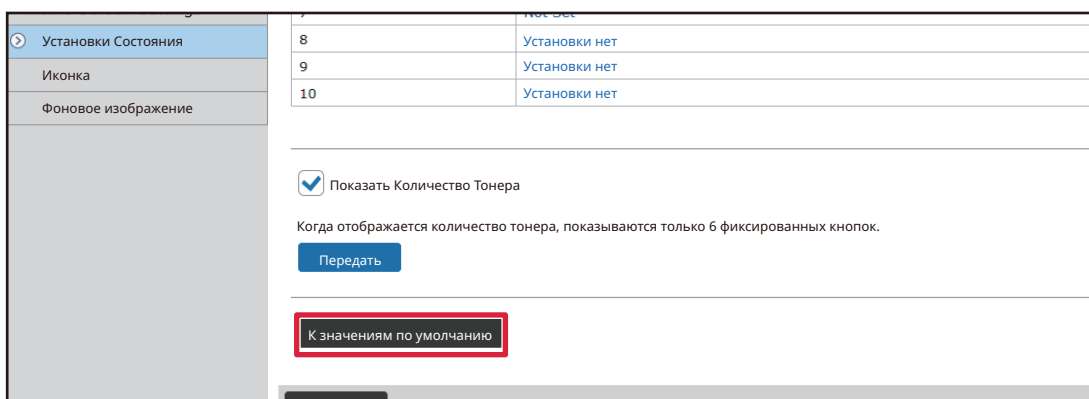 Установки Состояния
Иконка
Фоновое изображение
8 Установки нет
9 Установки нет
10 Установки нет
Показать Количество Тонера
Когда отображается количество тонера, показываются только 6 фиксированных кнопок.
Передать
К значениям по умолчанию